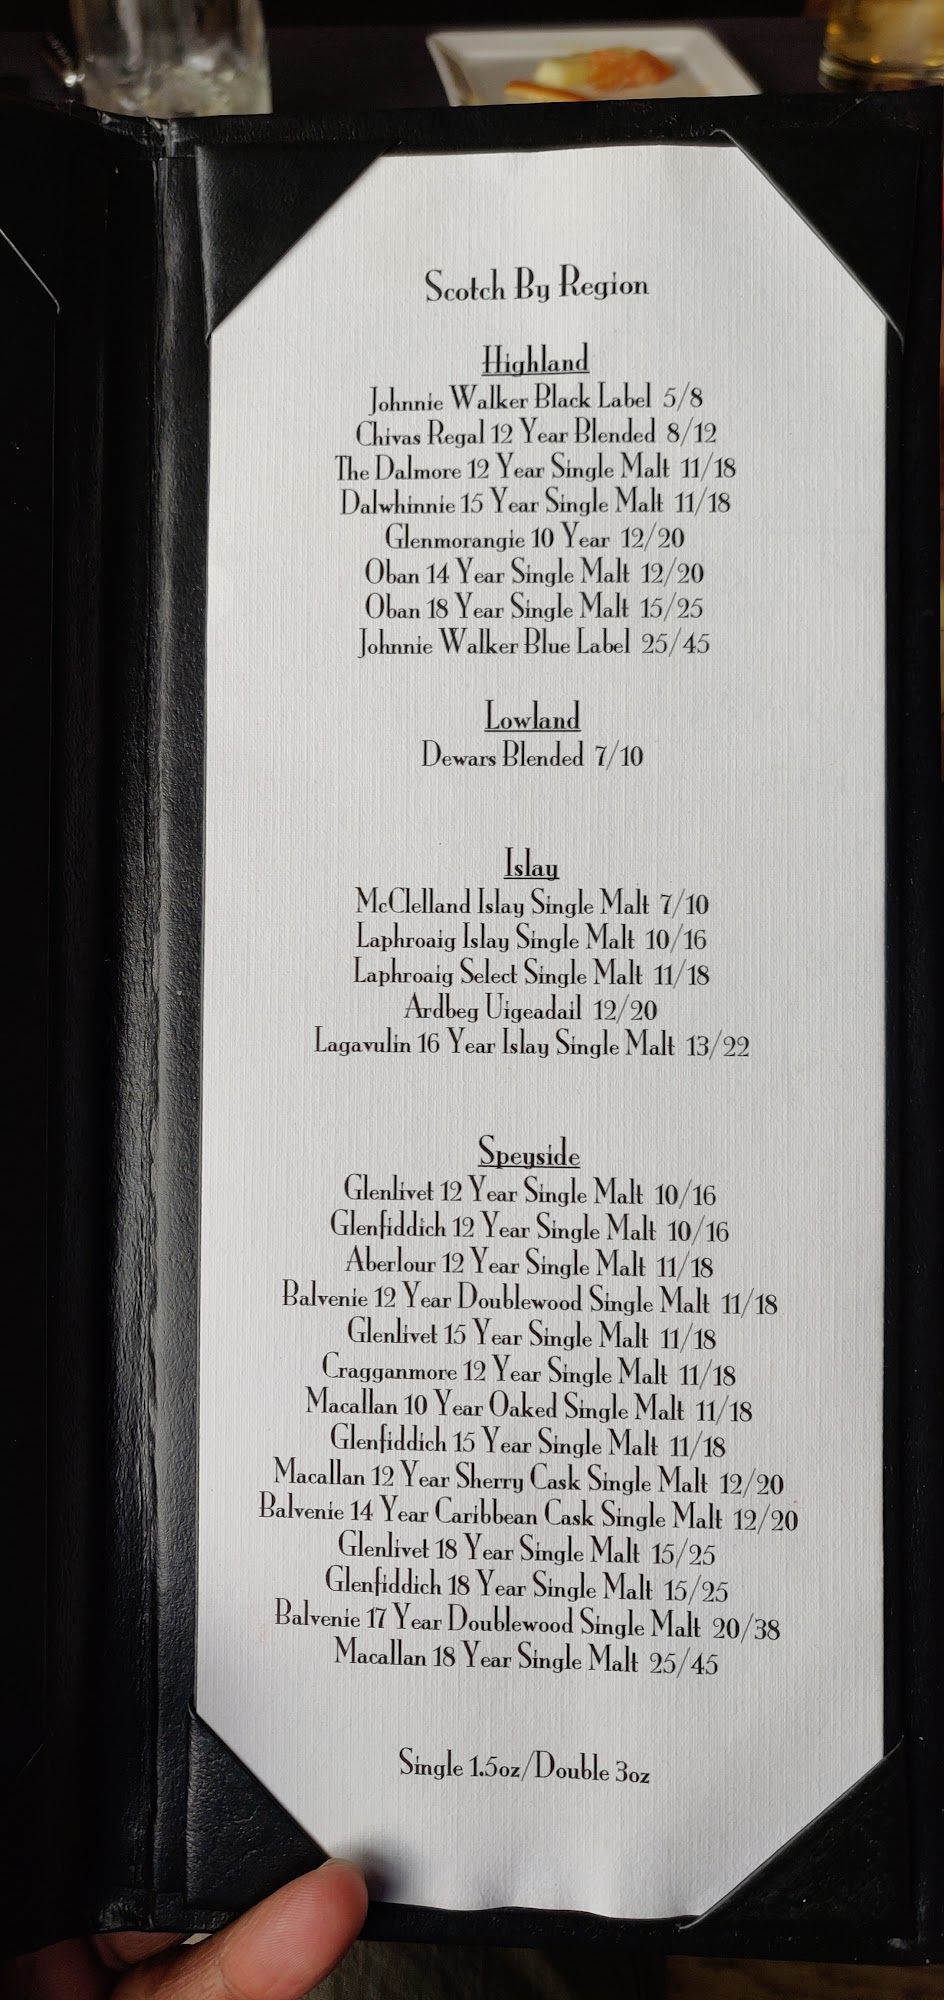 Scotch By Region
Highland
Johnnie Walker Black Label 5/8
Chivas Regal 12 Year Blended 8/12
The Dalmore 12 Year Single Malt 11/18
Dalwhinnie 15 Year Single Malt 11/18
Glenmorangie 10 Year 12/20
Oban 14 Year Single Malt 12/20
Oban 18 Year Single Malt 15/25
Johnnie Walker Blue Label 25/45
Lowland
Dewars Blended 7/10
Islay
McClelland Islay Single Malt 7/10
Laphroaig Islay Single Malt 10/16
Laphroaig Select Single Malt 11/18
Ardbeg Uigeadail 12/20
Lagavulin 16 Year Islay Single Malt 13/22
Speyside
Glenlivet 12 Year Single Malt 10/16
Glenfiddich 12 Year Single Malt 10/16
Aberlour 12 Year Single Malt 11/18
Balvenie 12 Year Doublewood Single Malt 11/18
Glenlivet 15 Year Single Malt 11/18
Cragganmore 12 Year Single Malt 11/18
Macallan 10 Year Oaked Single Malt 11/18
Glenfiddich 15 Year Single Malt 11/18
Macallan 12 Year Sherry Cask Single Malt 12/20
Balvenie 14 Year Caribbean Cask Single Malt 12/20
Glenlivet 18 Year Single Malt 15/25
Glenfiddich 18 Year Single Malt 15/25
Balvenie 17 Year Doublewood Single Malt 20/38
Macallan 18 Year Single Malt 25/45
Single 1.5oz/Double 3oz